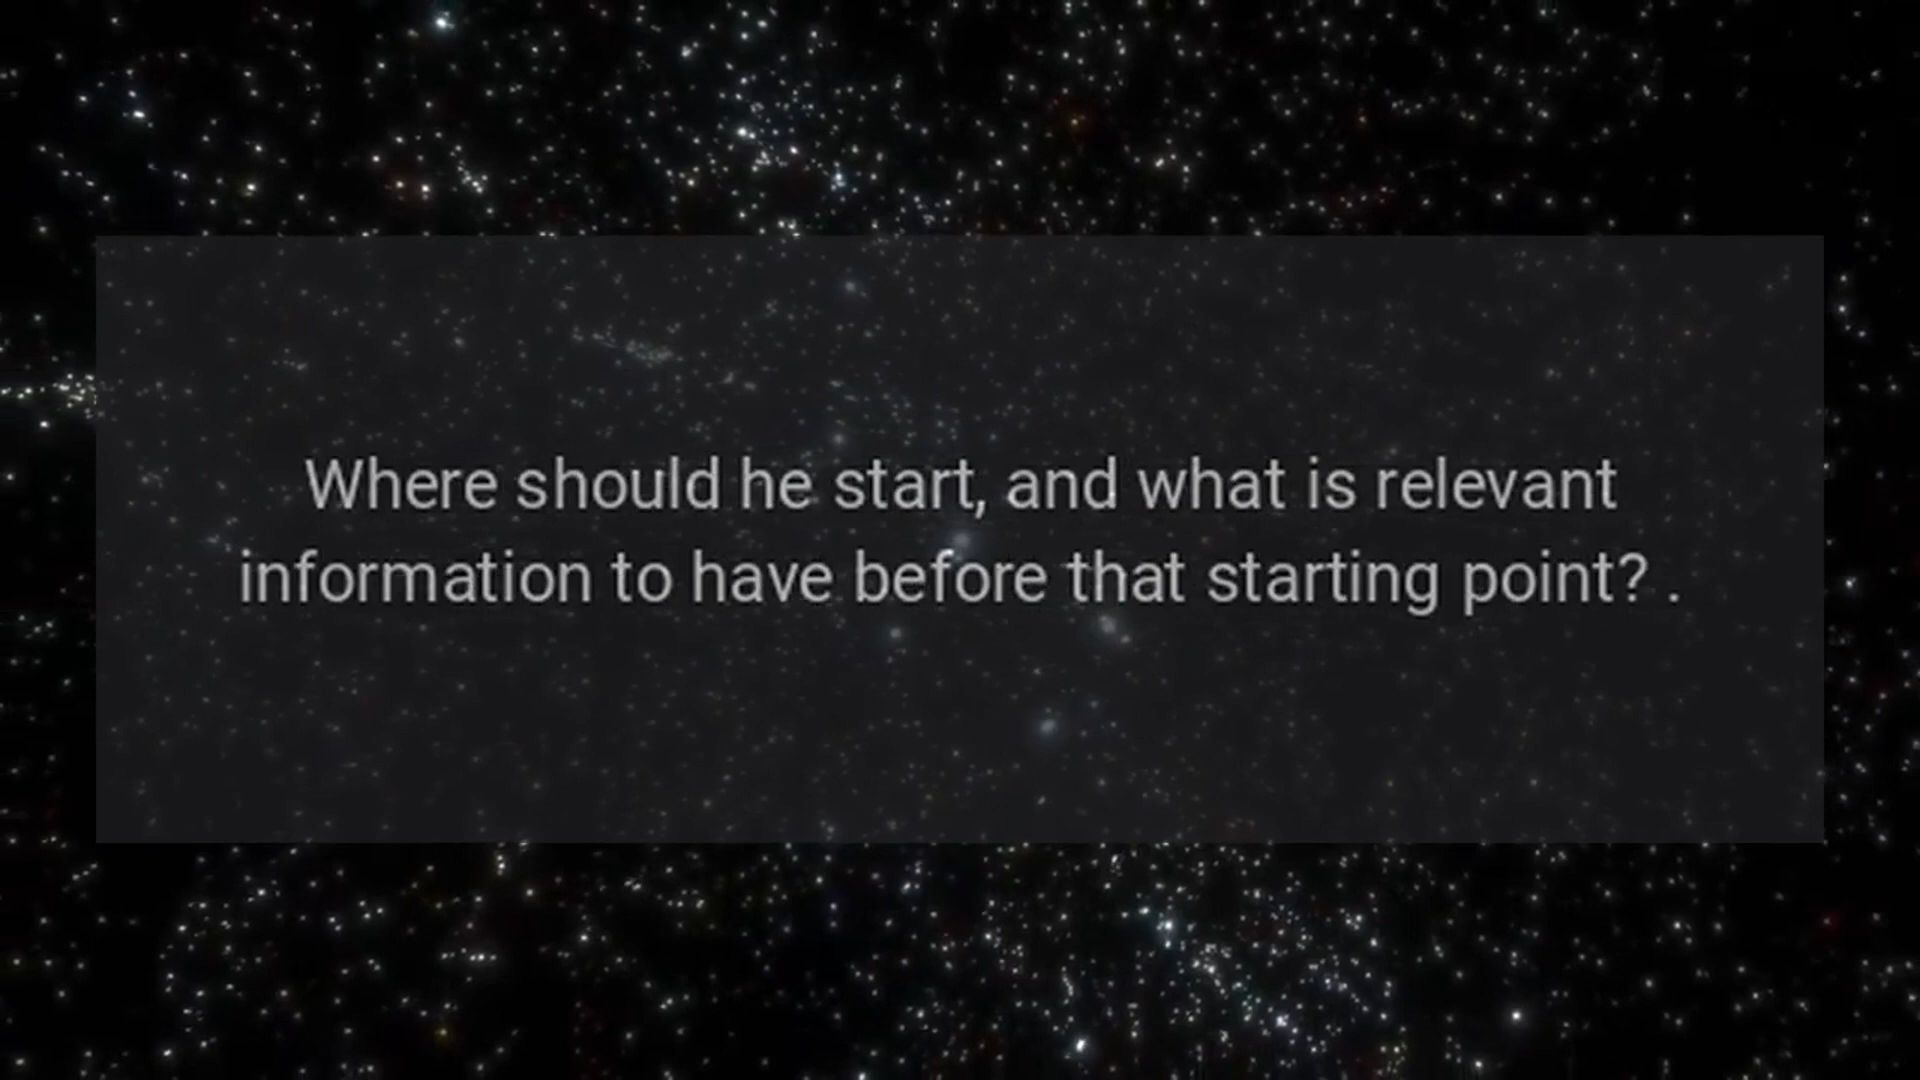 Where should he start, and what is relevant
information to have before that starting point? .